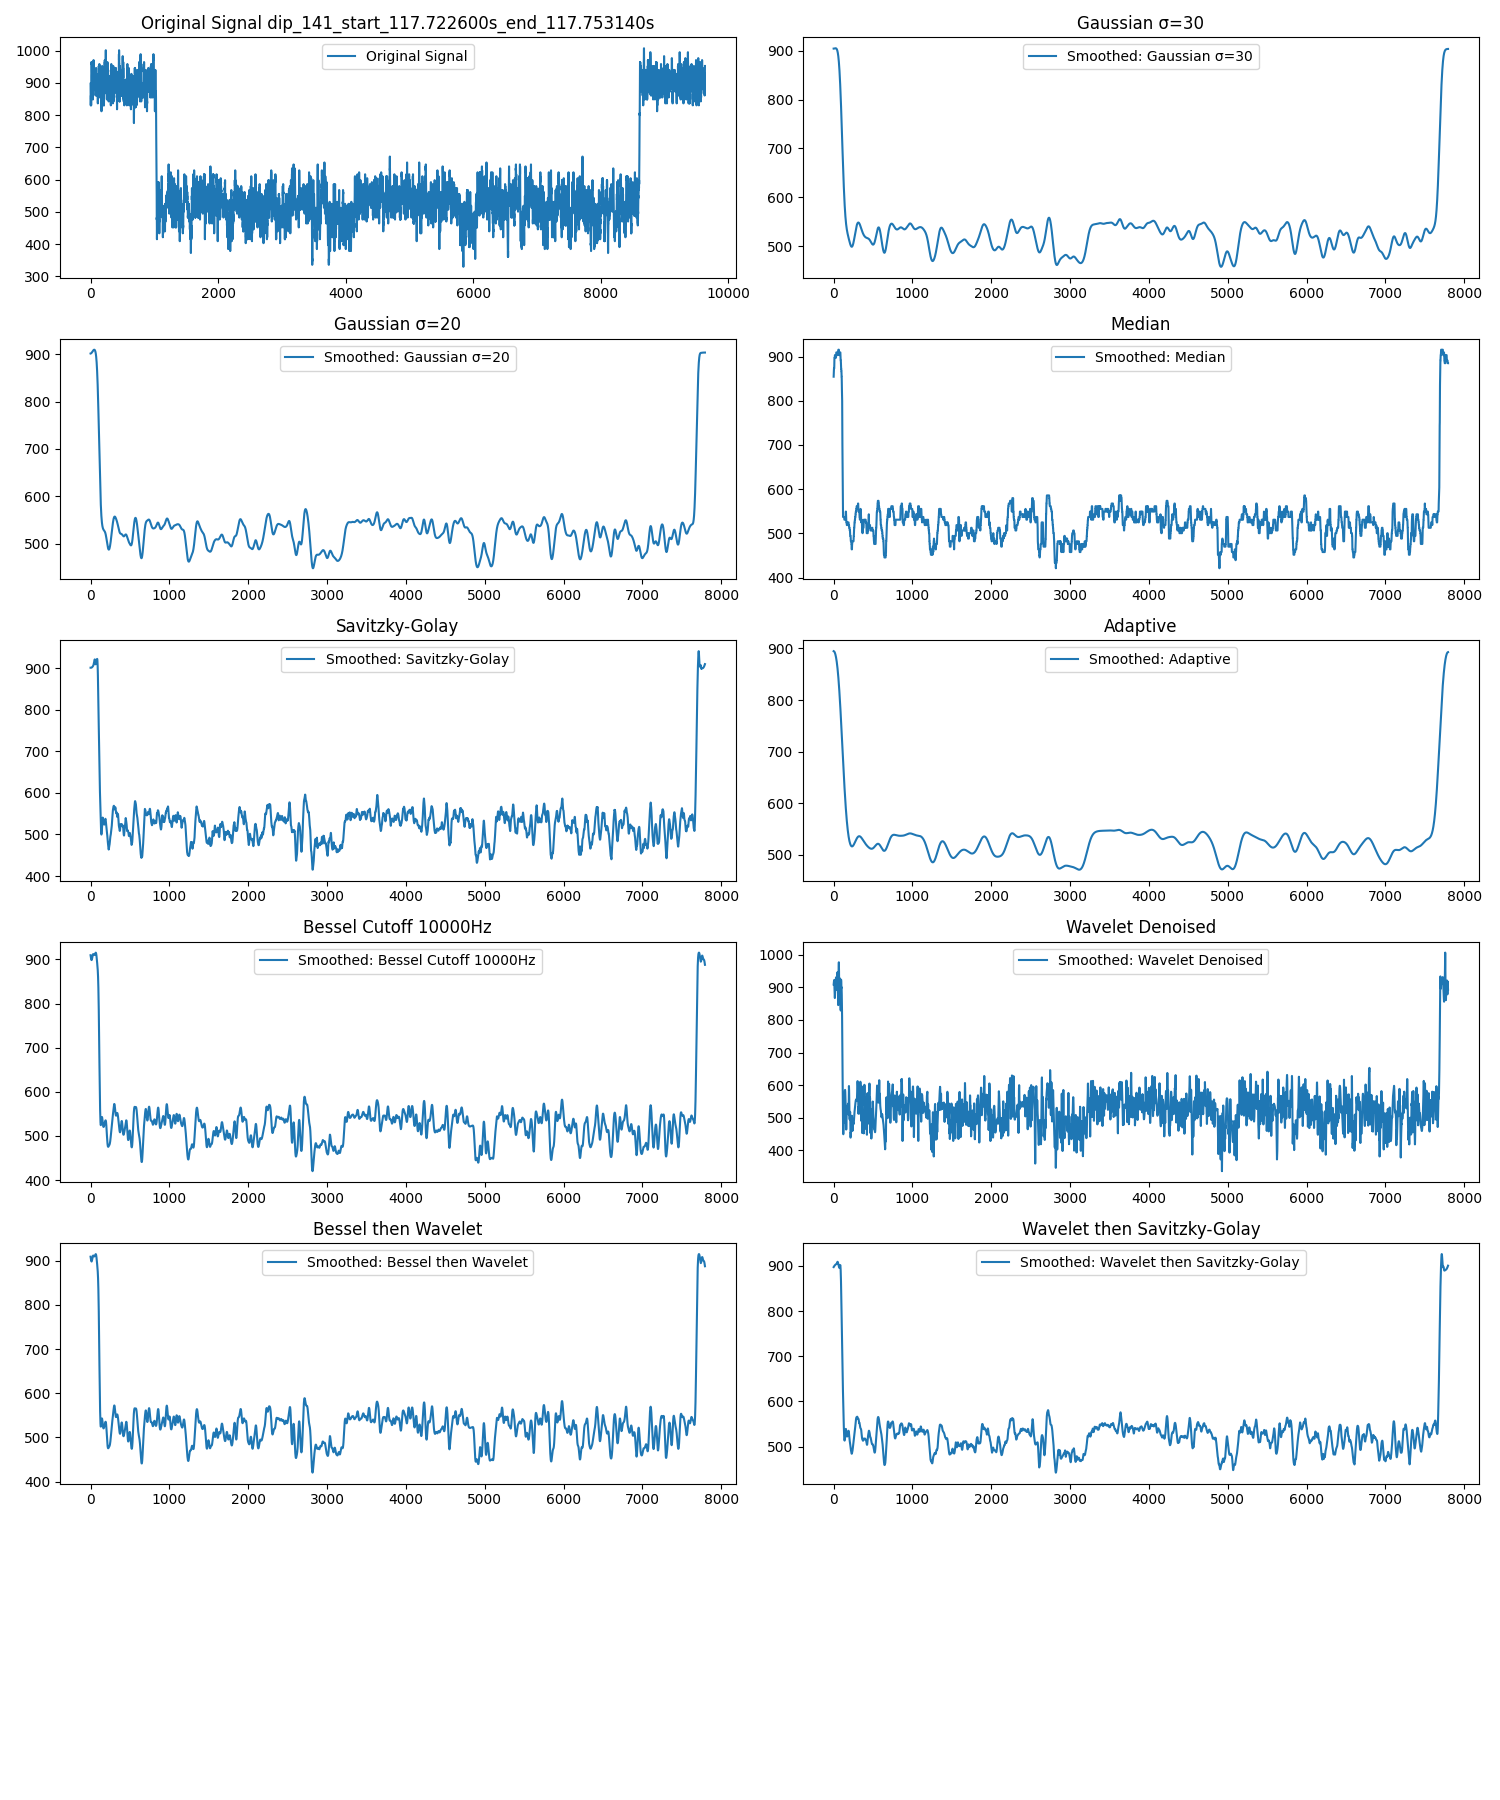 Original Signal dip_141_start_117.722600s_end_117.753140s
Original Signal
1000
900
800
700
600
500
400
300
0 2000 4000 6000 8000 10000
Gaussian σ=30
Smoothed: Gaussian σ=30
900
800
700
600
500
0 1000 2000 3000 4000 5000 6000 7000 8000
Gaussian σ=20
Smoothed: Gaussian σ=20
900
800
700
600
500
0 1000 2000 3000 4000 5000 6000 7000 8000
Median
Smoothed: Median
900
800
700
600
500
400
0 1000 2000 3000 4000 5000 6000 7000 8000
Savitzky-Golay
Smoothed: Savitzky-Golay
900
800
700
600
500
400
0 1000 2000 3000 4000 5000 6000 7000 8000
Adaptive
Smoothed: Adaptive
900
800
700
600
500
0 1000 2000 3000 4000 5000 6000 7000 8000
Bessel Cutoff 10000Hz
Smoothed: Bessel Cutoff 10000Hz
900
800
700
600
500
400
0 1000 2000 3000 4000 5000 6000 7000 8000
Wavelet Denoised
Smoothed: Wavelet Denoised
1000
900
800
700
600
500
400
0 1000 2000 3000 4000 5000 6000 7000 8000
Bessel then Wavelet
Smoothed: Bessel then Wavelet
900
800
700
600
500
400
0 1000 2000 3000 4000 5000 6000 7000 8000
Wavelet then Savitzky-Golay
Smoothed: Wavelet then Savitzky-Golay
900
800
700
600
500
0 1000 2000 3000 4000 5000 6000 7000 8000